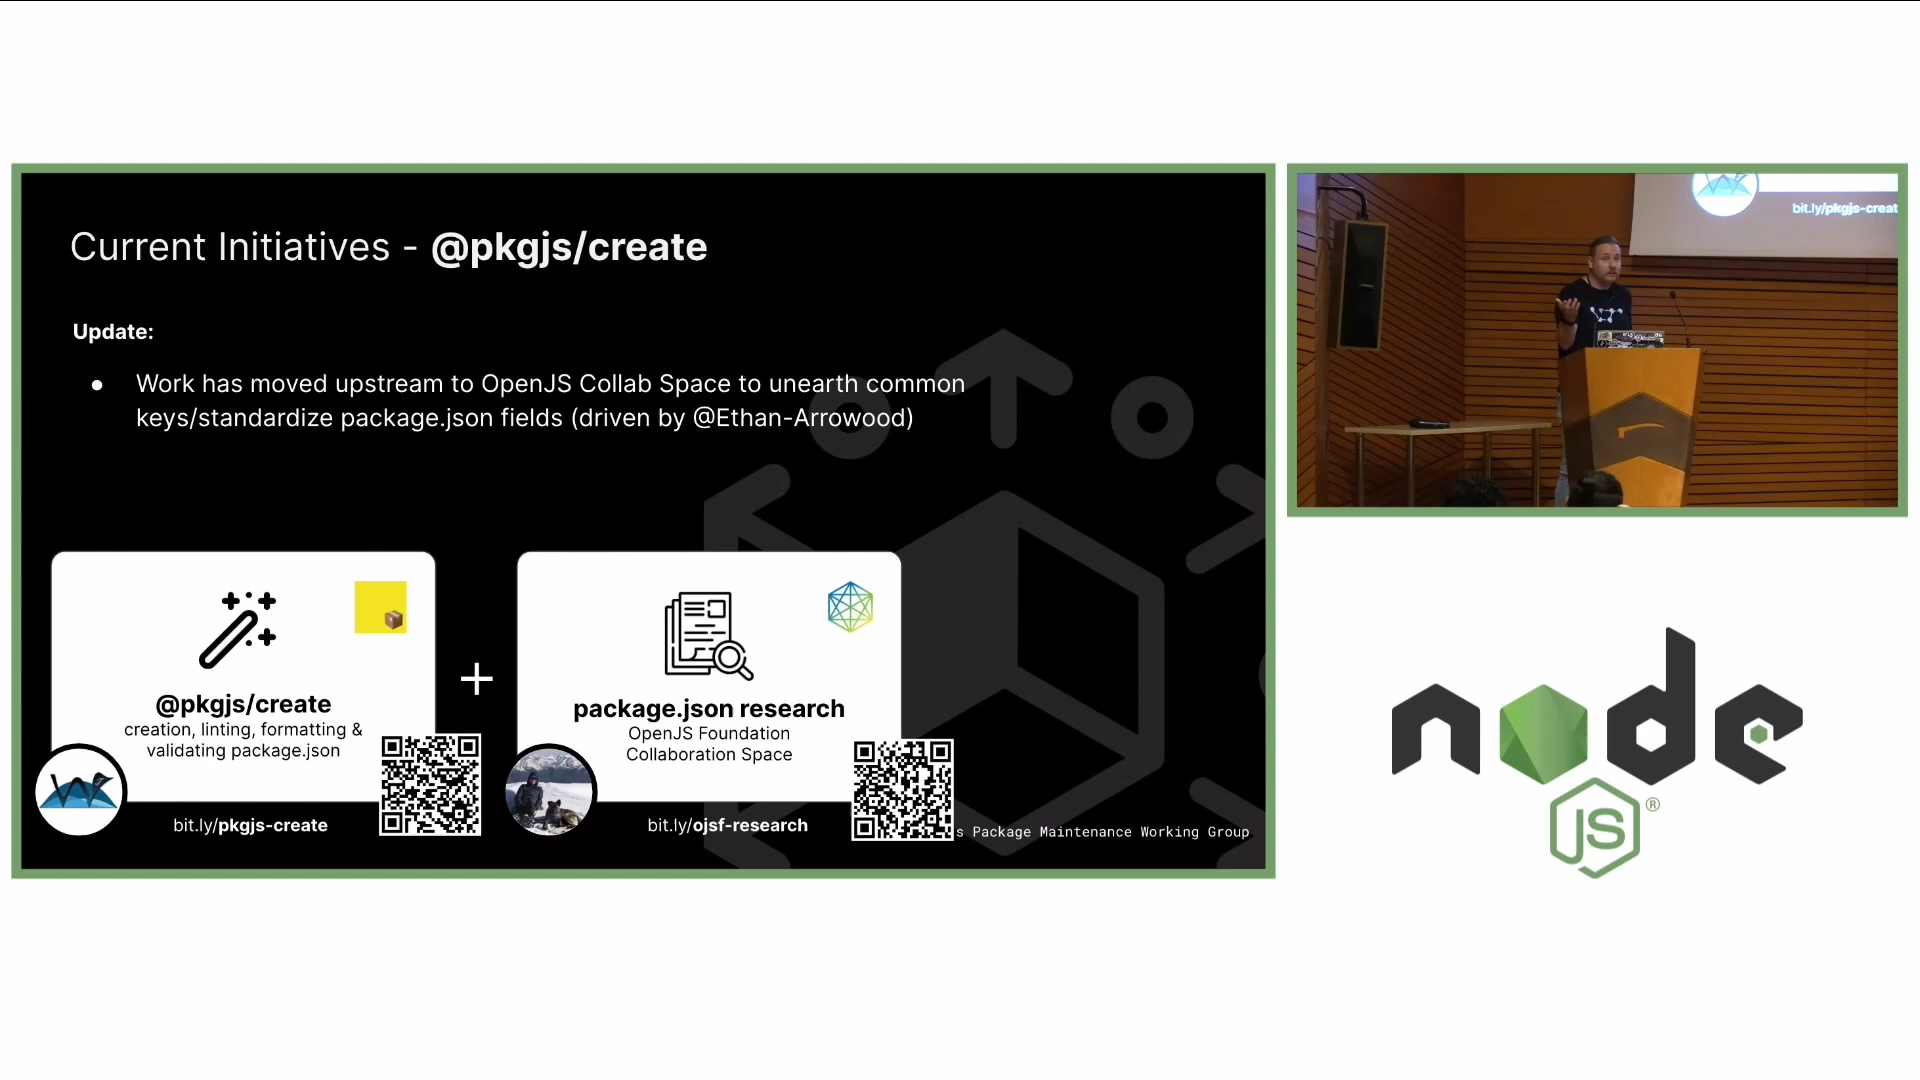 Current Initiatives - @pkgjs/create
Update:
● Work has moved upstream to OpenJS Collab Space to unearth common
keys/standardize package.json fields (driven by @Ethan-Arrowood)
@pkgjs/create
creation, linting, formatting &
validating package.json
bit.ly/pkgjs-create
+
package.json research
OpenJS Foundation
Collaboration Space
bit.ly/ojsf-research
s Package Maintenance Working Group
bit.ly/pkgjs-creat
node
JS
®